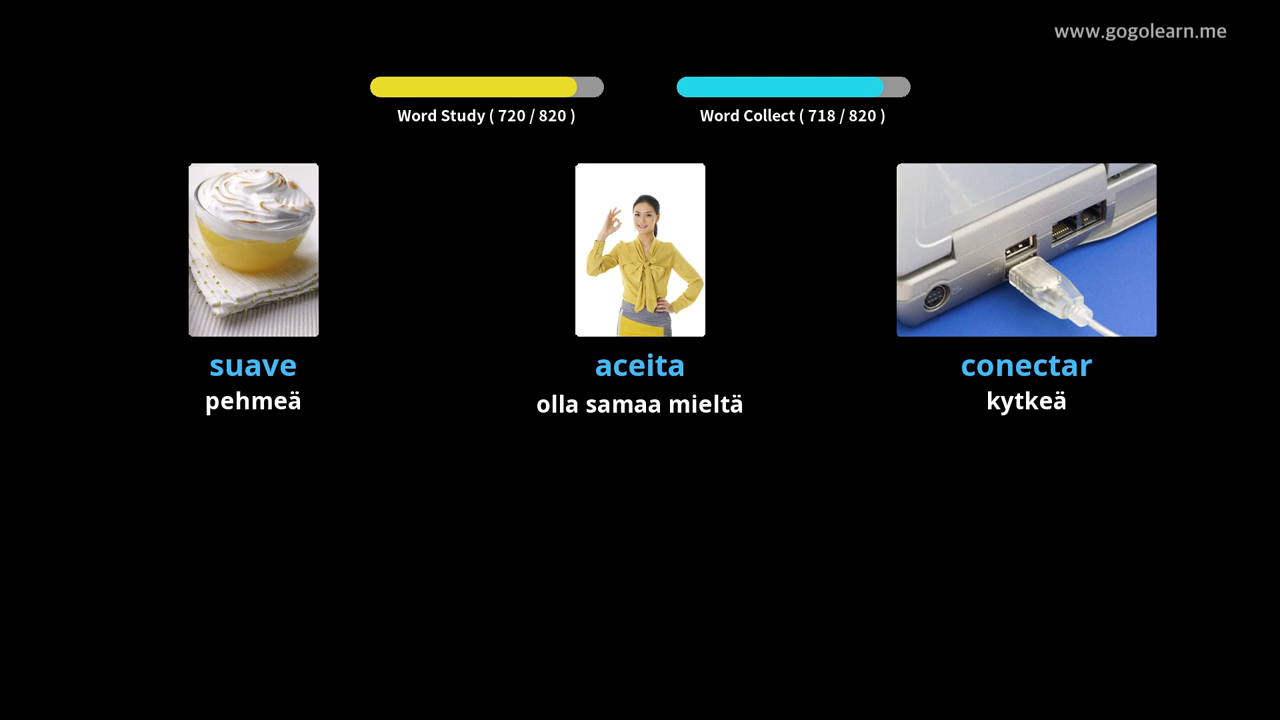 www.gogolearn.me
Word Study ( 720 / 820 )
Word Collect ( 718 / 820 )
suave
pehmeä
aceita
olla samaa mieltä
conectar
kytkeä